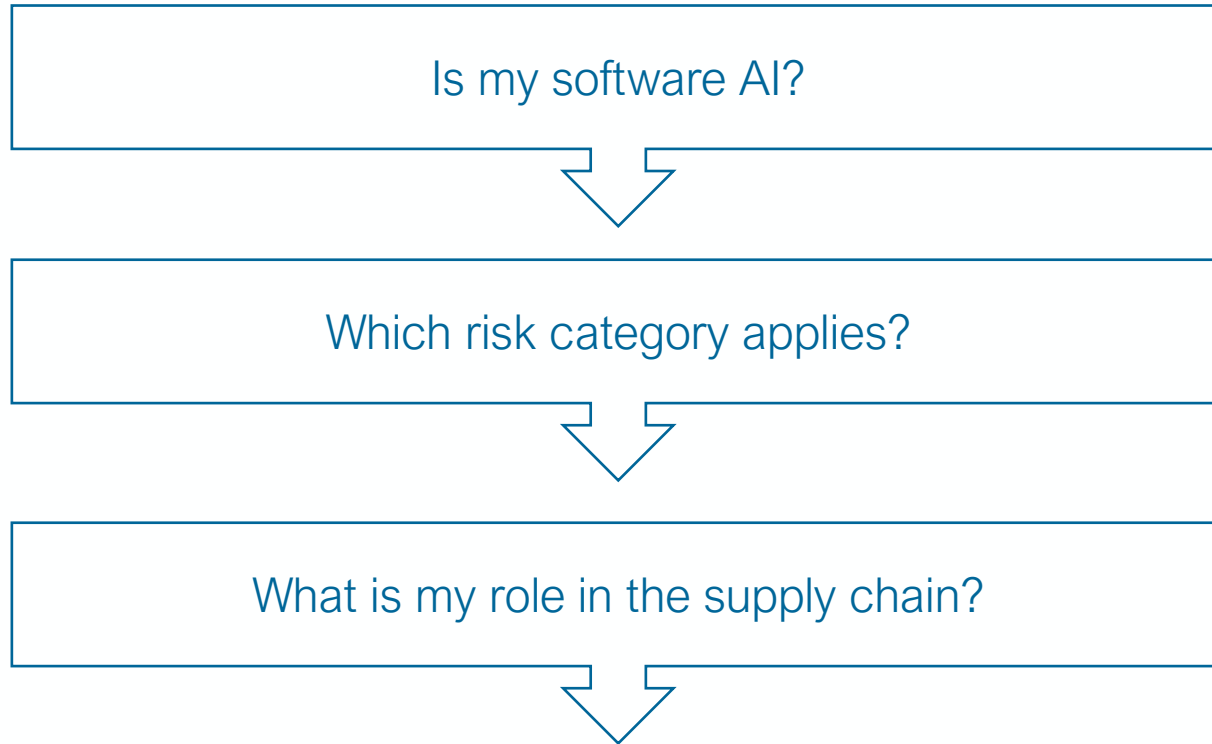 Is my software AI?
Which risk category applies?
What is my role in the supply chain?